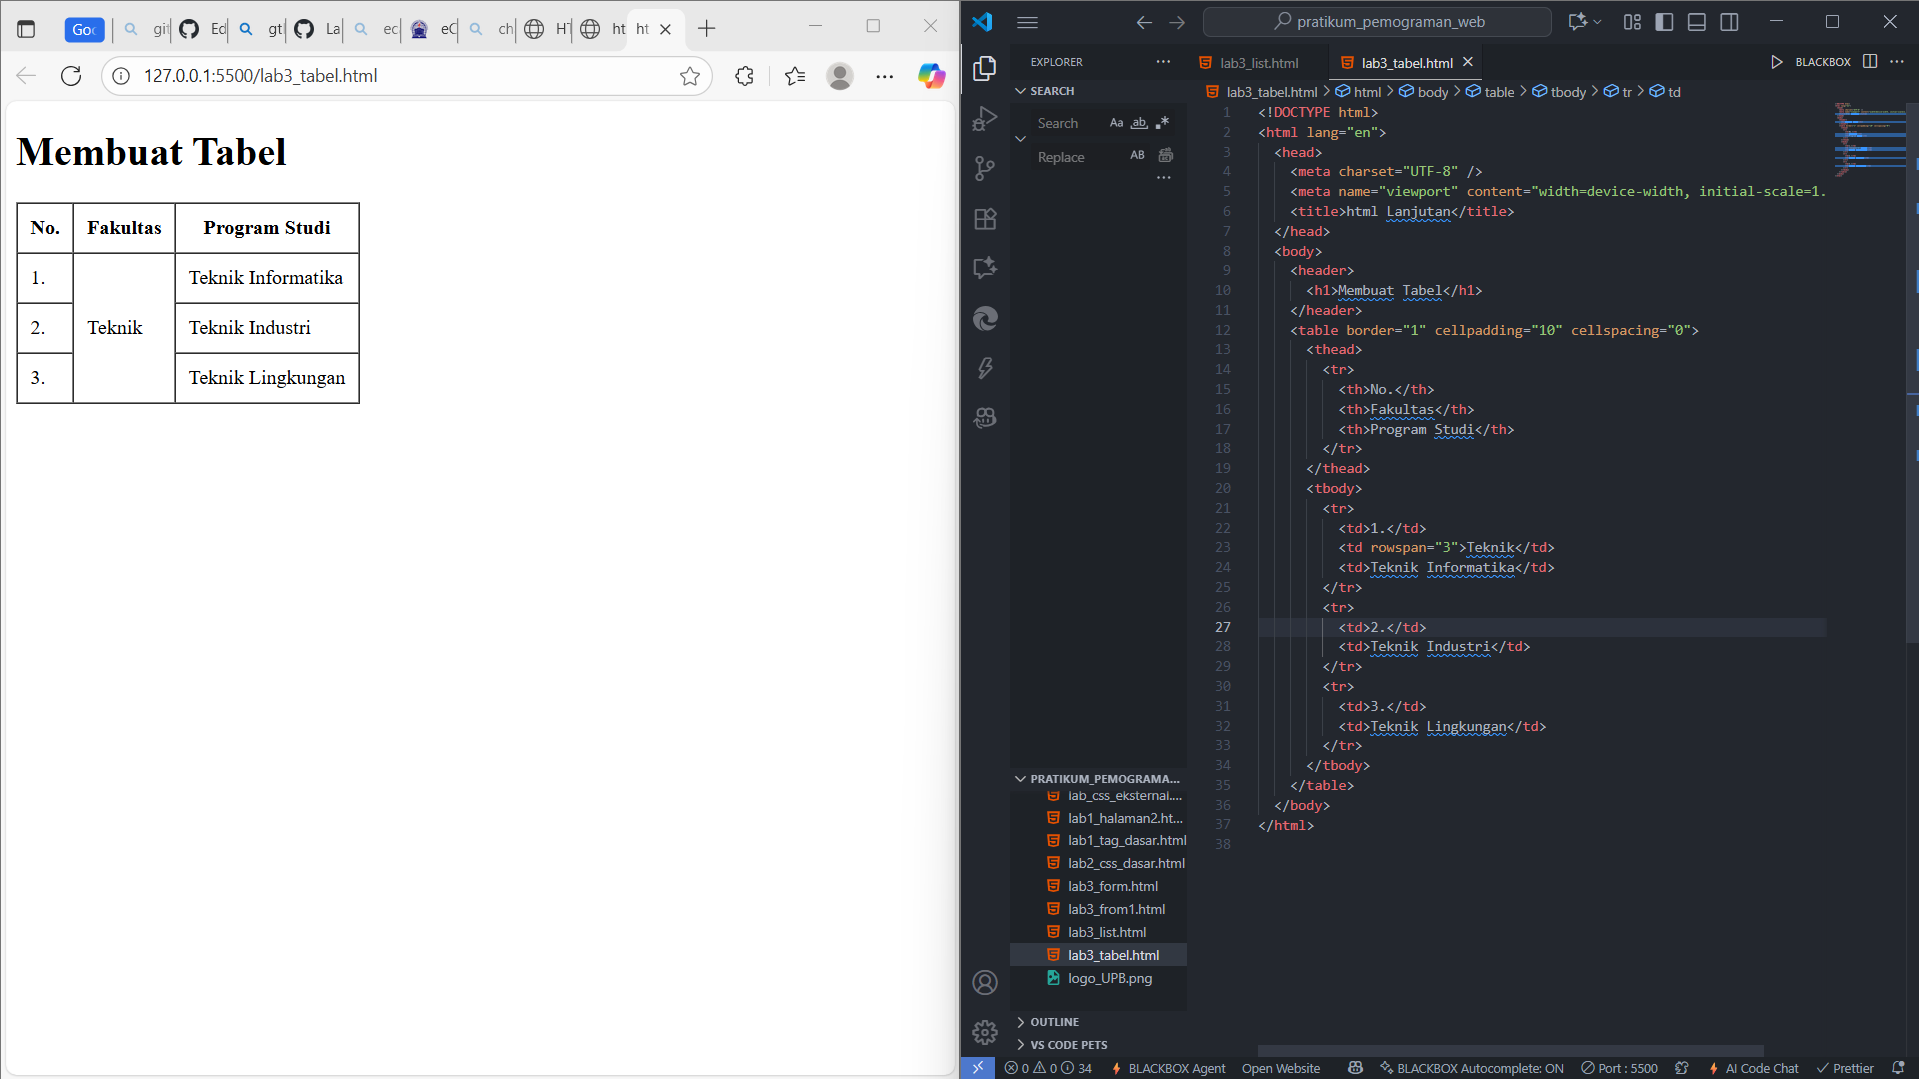 Goc
git
Ed
gtl
La
ec
eC
ch
HT
ht
ht
127.0.0.1:5500/lab3_tabel.html
Membuat Tabel
No. Fakultas Program Studi
1. Teknik Informatika
2. Teknik Teknik Industri
3. Teknik Lingkungan
pratikum_pemograman_web
EXPLORER
SEARCH
Search Aa ab
Replace AB
PRATIKUM_PEMOGRAMA...
lab_css_eksternal....
lab1_halaman2.ht...
lab1_tag_dasar.html
lab2_css_dasar.html
lab3_form.html
lab3_from1.html
lab3_list.html
lab3_tabel.html
logo_UPB.png
OUTLINE
VS CODE PETS
lab3_list.html lab3_tabel.html BLACKBOX
lab3_tabel.html > html > body > table > tbody > tr > td
1 <!DOCTYPE html>
2 <html lang="en">
3 <head>
4 <meta charset="UTF-8" />
5 <meta name="viewport" content="width=device-width, initial-scale=1.
6 <title>html Lanjutan</title>
7 </head>
8 <body>
9 <header>
10 <h1>Membuat Tabel</h1>
11 </header>
12 <table border="1" cellpadding="10" cellspacing="0">
13 <thead>
14 <tr>
15 <th>No.</th>
16 <th>Fakultas</th>
17 <th>Program Studi</th>
18 </tr>
19 </thead>
20 <tbody>
21 <tr>
22 <td>1.</td>
23 <td rowspan="3">Teknik</td>
24 <td>Teknik Informatika</td>
25 </tr>
26 <tr>
27 <td>2.</td>
28 <td>Teknik Industri</td>
29 </tr>
30 <tr>
31 <td>3.</td>
32 <td>Teknik Lingkungan</td>
33 </tr>
34 </tbody>
35 </table>
36 </body>
37 </html>
38
0 0 34 BLACKBOX Agent Open Website BLACKBOX Autocomplete: ON Port : 5500 AI Code Chat Prettier